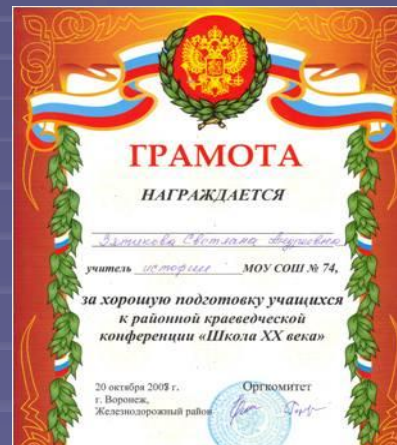 ГРАМОТА
НАГРАЖДАЕТСЯ
Светлана
учитель истории МОУ СОШ № 74,
за хорошую подготовку учащихся
к районной краеведческой
конференции «Школа XX века»
20 октября г.
Оргкомитет
г. Воронеж,
Железнодорожный район